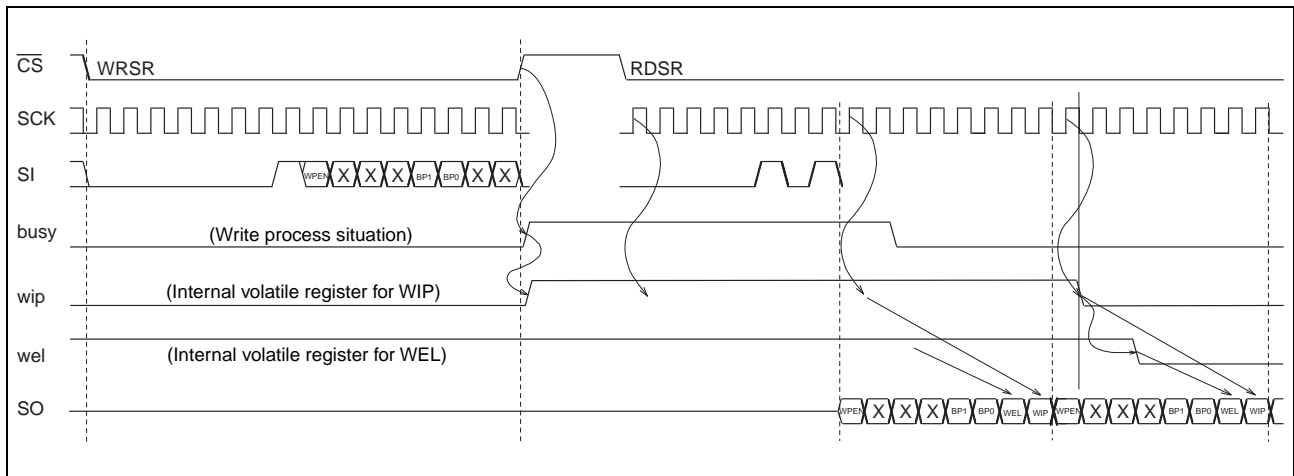 CS WRSR RDSR
SCK
SI WPEN X X X BP1 BP0 X X
busy (Write process situation)
wip (Internal volatile register for WIP)
wel (Internal volatile register for WEL)
SO WPEN X X X BP1 BP0 WEL WIP WPEN X X X BP1 BP0 WEL WIP